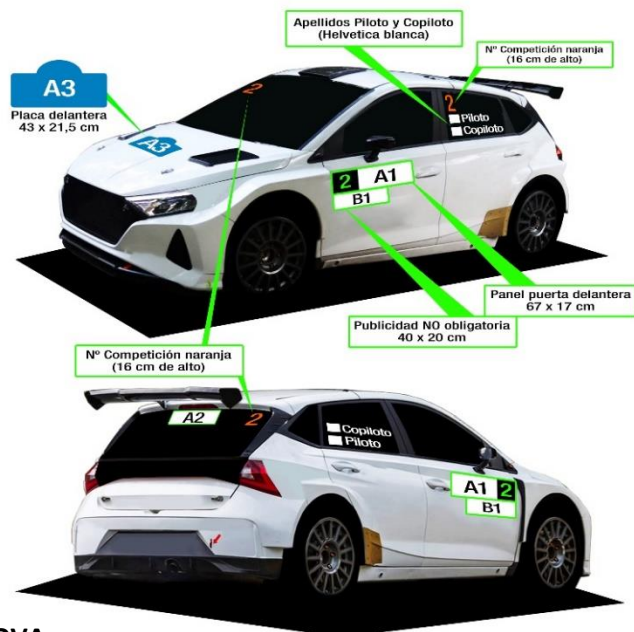 Apellidos Piloto y Copiloto
(Helvetica blanca)
Nº Competición naranja
(16 cm de alto)
A3
Placa delantera
43 x 21,5 cm
2
A3
2
Piloto
Copiloto
2 A1
B1
Panel puerta delantera
67 x 17 cm
Publicidad NO obligatoria
40 x 20 cm
Nº Competición naranja
(16 cm de alto)
A2
2
Copiloto
Piloto
A1 2
B1